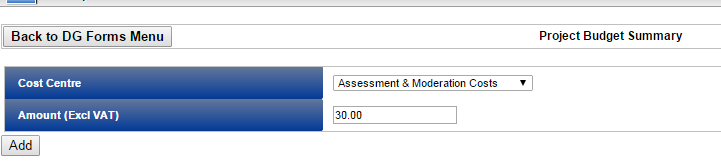 Back to DG Forms Menu Project Budget Summary
Cost Centre Assessment & Moderation Costs
Amount (Excl VAT) 30.00
Add